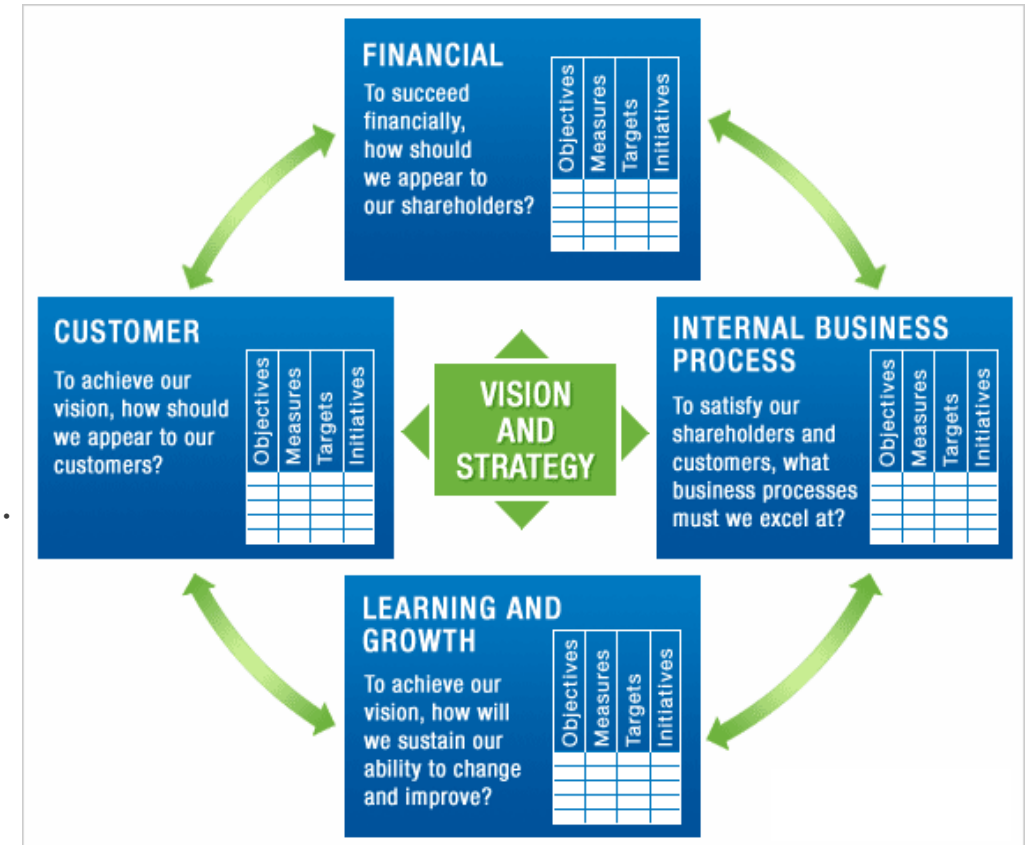 FINANCIAL
To succeed
financially,
how should
we appear to
our shareholders?
Objectives
Measures
Targets
Initiatives
CUSTOMER
To achieve our
vision, how should
we appear to our
customers?
Objectives
Measures
Targets
Initiatives
VISION
AND
STRATEGY
INTERNAL BUSINESS
PROCESS
To satisfy our
shareholders and
customers, what
business processes
must we excel at?
Objectives
Measures
Targets
Initiatives
LEARNING AND
GROWTH
To achieve our
vision, how will
we sustain our
ability to change
and improve?
Objectives
Measures
Targets
Initiatives